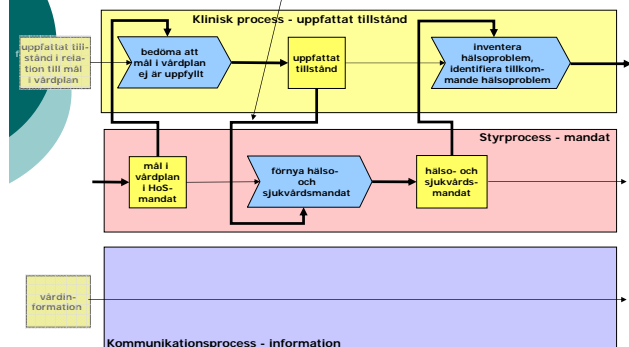 Klinisk process - uppfattat tillstånd
uppfattat till-
stånd i rela-
tion till mål
i vårdplan
bedöma att
mål i vårdplan
ej är uppfyllt
uppfattat
tillstånd
inventera
hälsoproblem,
identifiera tillkom-
mande hälsoproblem
Styrprocess - mandat
mål i
vårdplan
i HoS-
mandat
förnya hälso-
och
sjukvårdsmandat
hälso- och
sjukvårds-
mandat
vårdin-
formation
Kommunikationsprocess - information